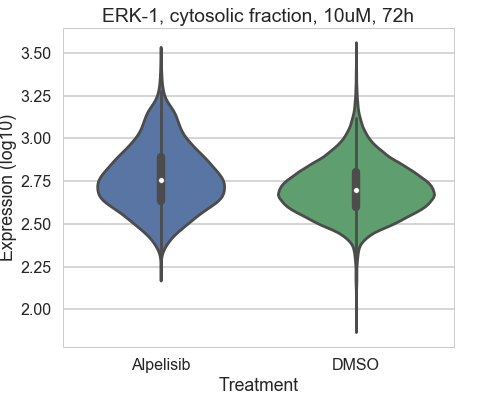 ERK-1, cytosolic fraction, 10uM, 72h
Expression (log10)
3.50
3.25
3.00
2.75
2.50
2.25
2.00
Alpelisib
DMSO
Treatment